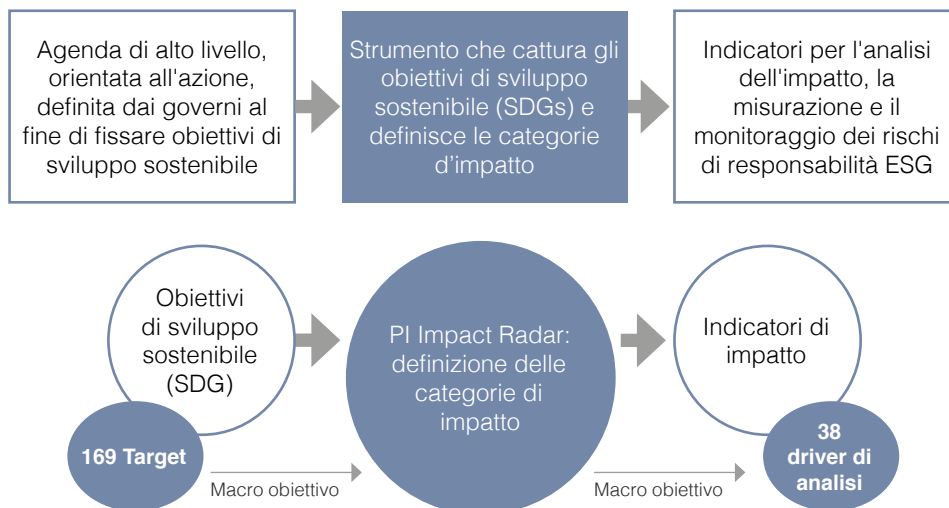 Agenda di alto livello,
orientata all'azione,
definita dai governi al
fine di fissare obiettivi di
sviluppo sostenibile
Strumento che cattura gli
obiettivi di sviluppo
sostenibile (SDGs) e
definisce le categorie
d’impatto
Indicatori per l'analisi
dell'impatto, la
misurazione e il
monitoraggio dei rischi
di responsabilità ESG
Obiettivi
di sviluppo
sostenibile
(SDG)
169 Target
Macro obiettivo
PI Impact Radar:
definizione delle
categorie di
impatto
Macro obiettivo
Indicatori di
impatto
38
driver di
analisi